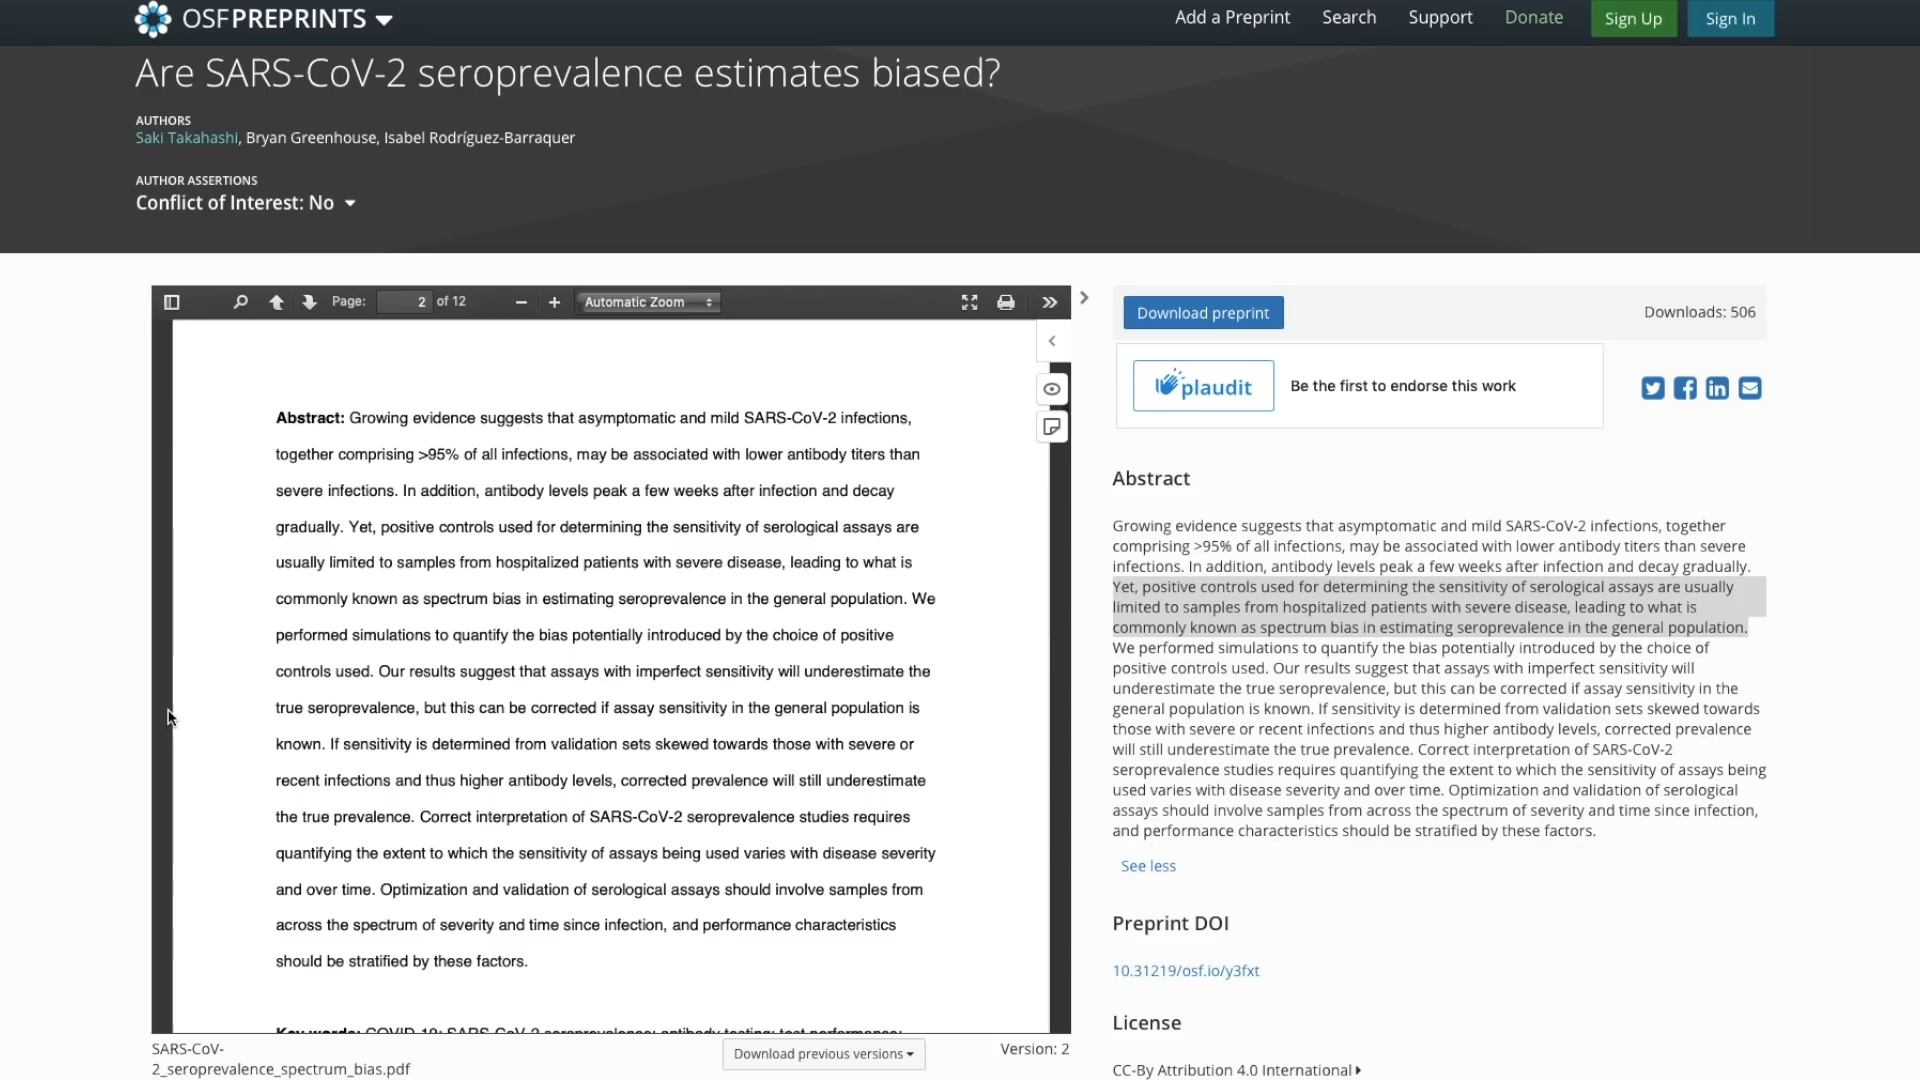 OSFPREPRINTS
Add a Preprint
Search
Support
Donate
Sign Up
Sign In
Are SARS-CoV-2 seroprevalence estimates biased?
AUTHORS
Saki Takahashi, Bryan Greenhouse, Isabel Rodríguez-Barraquer
AUTHOR ASSERTIONS
Conflict of Interest: No
Page: 2 of 12
Automatic Zoom
Abstract: Growing evidence suggests that asymptomatic and mild SARS-CoV-2 infections,
together comprising >95% of all infections, may be associated with lower antibody titers than
severe infections. In addition, antibody levels peak a few weeks after infection and decay
gradually. Yet, positive controls used for determining the sensitivity of serological assays are
usually limited to samples from hospitalized patients with severe disease, leading to what is
commonly known as spectrum bias in estimating seroprevalence in the general population. We
performed simulations to quantify the bias potentially introduced by the choice of positive
controls used. Our results suggest that assays with imperfect sensitivity will underestimate the
true seroprevalence, but this can be corrected if assay sensitivity in the general population is
known. If sensitivity is determined from validation sets skewed towards those with severe or
recent infections and thus higher antibody levels, corrected prevalence will still underestimate
the true prevalence. Correct interpretation of SARS-CoV-2 seroprevalence studies requires
quantifying the extent to which the sensitivity of assays being used varies with disease severity
and over time. Optimization and validation of serological assays should involve samples from
across the spectrum of severity and time since infection, and performance characteristics
should be stratified by these factors.
Key words: COVID-19; SARS-CoV-2 seroprevalence; antibody testing; test performance;
SARS-CoV-
2_seroprevalence_spectrum_bias.pdf
Download previous versions
Version: 2
Download preprint
Downloads: 506
plaudit
Be the first to endorse this work
Abstract
Growing evidence suggests that asymptomatic and mild SARS-CoV-2 infections, together
comprising >95% of all infections, may be associated with lower antibody titers than severe
infections. In addition, antibody levels peak a few weeks after infection and decay gradually.
Yet, positive controls used for determining the sensitivity of serological assays are usually
limited to samples from hospitalized patients with severe disease, leading to what is
commonly known as spectrum bias in estimating seroprevalence in the general population.
We performed simulations to quantify the bias potentially introduced by the choice of
positive controls used. Our results suggest that assays with imperfect sensitivity will
underestimate the true seroprevalence, but this can be corrected if assay sensitivity in the
general population is known. If sensitivity is determined from validation sets skewed towards
those with severe or recent infections and thus higher antibody levels, corrected prevalence
will still underestimate the true prevalence. Correct interpretation of SARS-CoV-2
seroprevalence studies requires quantifying the extent to which the sensitivity of assays being
used varies with disease severity and over time. Optimization and validation of serological
assays should involve samples from across the spectrum of severity and time since infection,
and performance characteristics should be stratified by these factors.
See less
Preprint DOI
10.31219/osf.io/y3fxt
License
CC-By Attribution 4.0 International